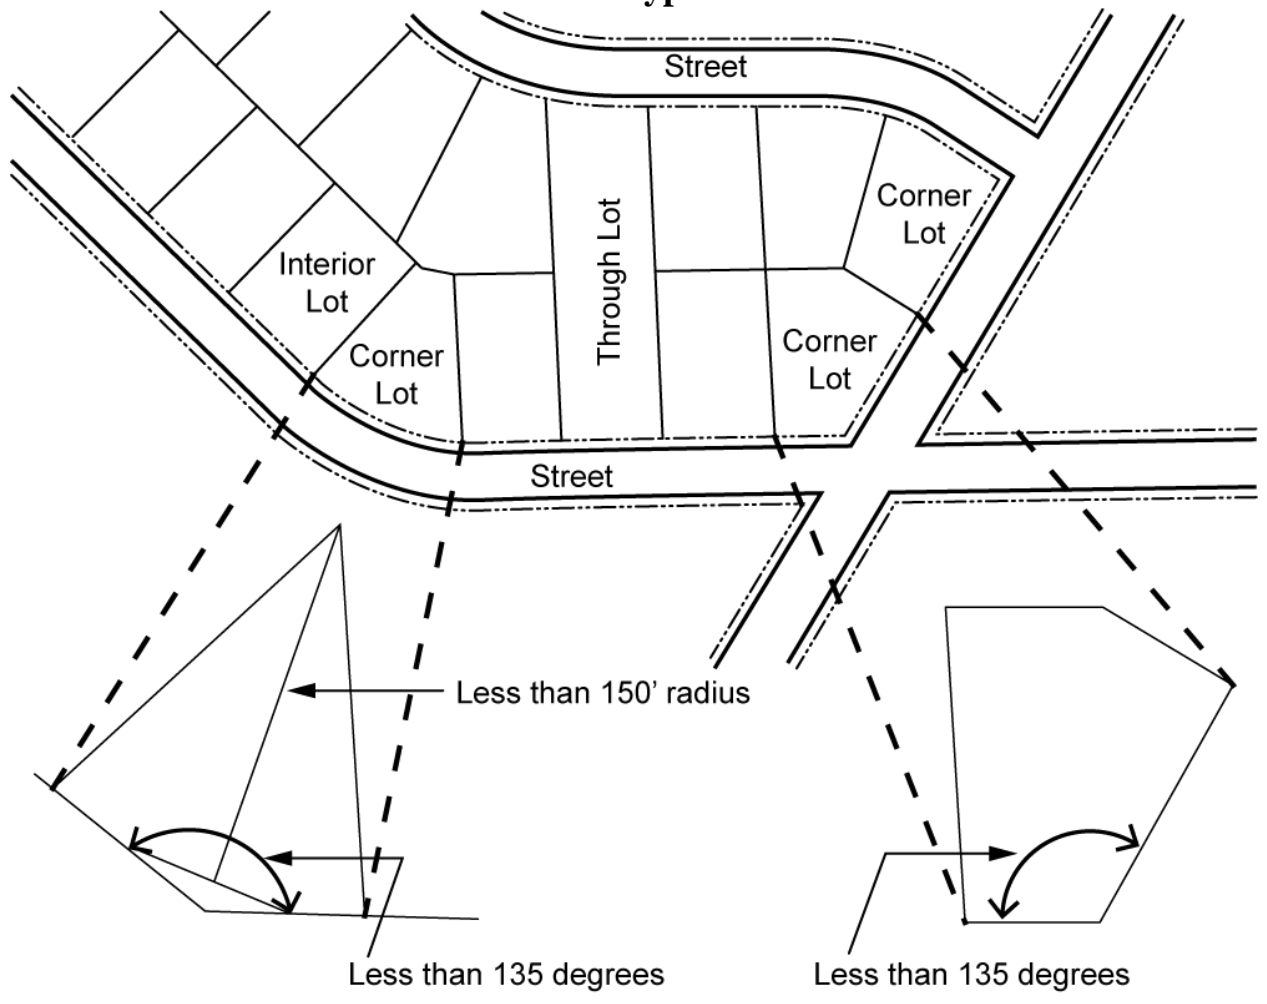 Street
Corner
Lot
Through Lot
Interior
Lot
Corner
Lot
Corner
Lot
Street
Less than 150’ radius
Less than 135 degrees
Less than 135 degrees